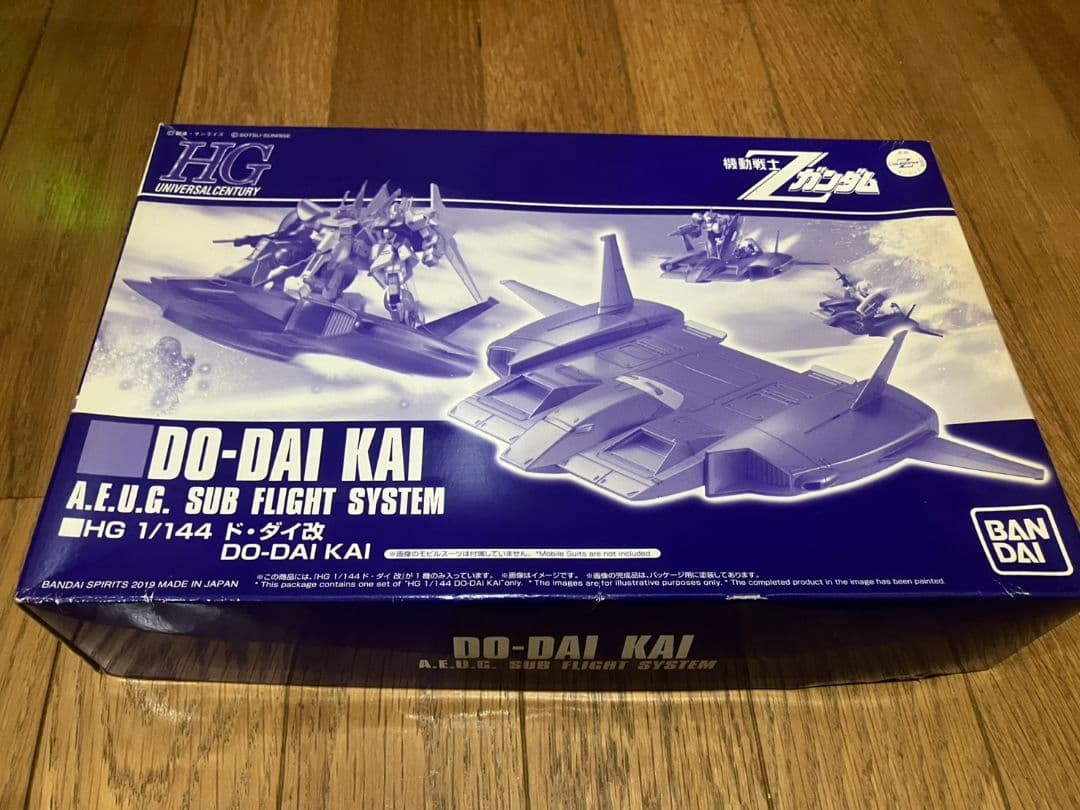 ©創通・サンライズ ©SOTSU・SUNRISE
HG
UNIVERSAL CENTURY
機動戦士
Zガンダム
DO-DAI KAI
A.E.U.G. SUB FLIGHT SYSTEM
■HG 1/144 ド・ダイ改
DO-DAI KAI
※画像のモビルスーツは付属していません。 *Mobile Suits are not included.
BAN
DAI
※この商品には、「HG 1/144 ド・ダイ改」が1機のみ入っています。 ※画像はイメージです。 ※画像の完成品は、パッケージ用に塗装してあります。
BANDAI SPIRITS 2019 MADE IN JAPAN
* This package contains one set of "HG 1/144 DO-DAI KAI" only. * The images are for illustrative purposes only. * The completed product in the image has been painted.
DO-DAI KAI
A.E.U.G. SUB FLIGHT SYSTEM